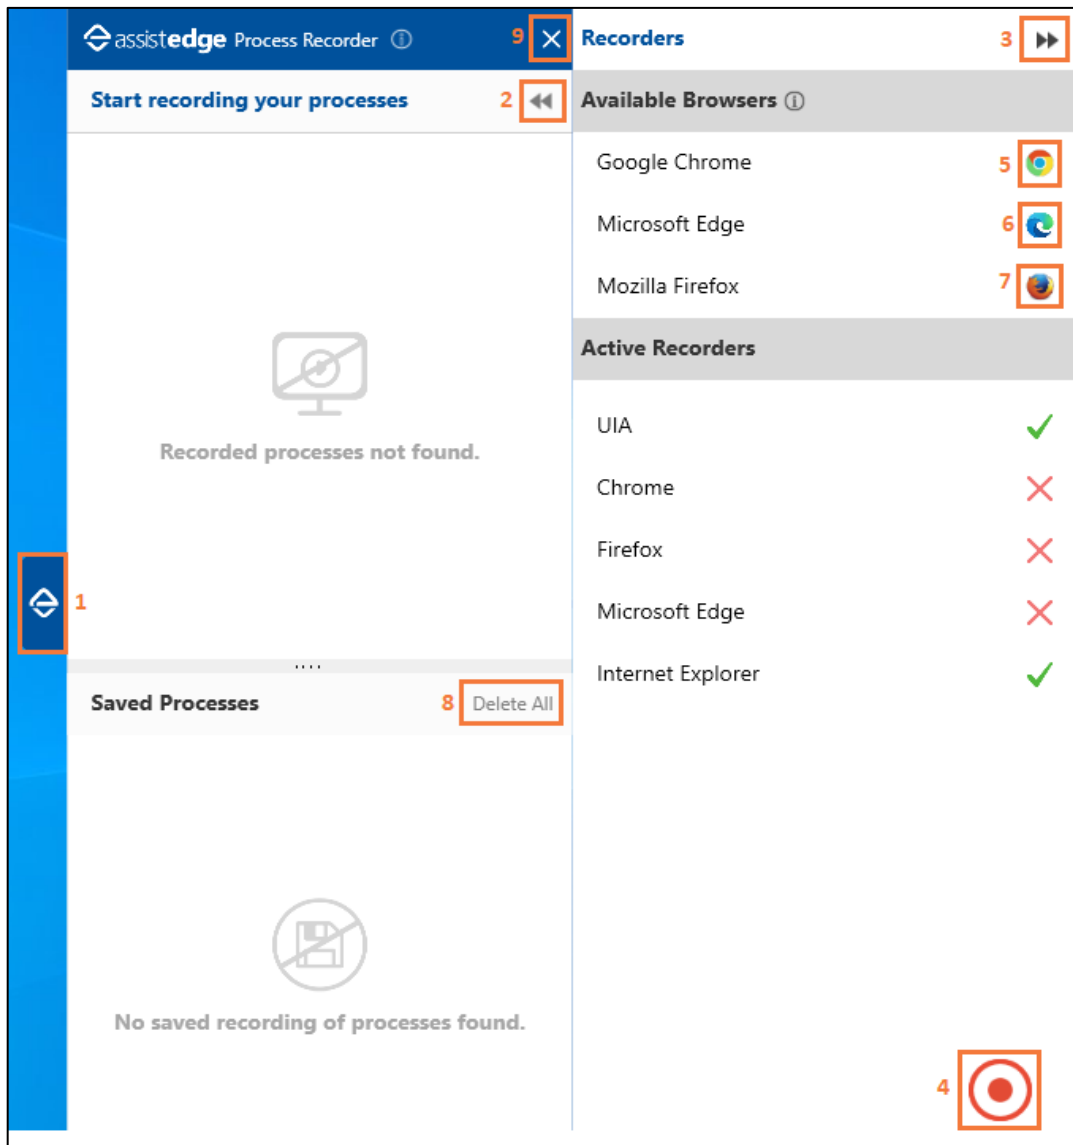 assistedge Process Recorder
9
Start recording your processes
2
Recorded processes not found.
1
Saved Processes
8
Delete All
No saved recording of processes found.
Recorders
3
Available Browsers
Google Chrome
5
Microsoft Edge
6
Mozilla Firefox
7
Active Recorders
UIA
Chrome
Firefox
Microsoft Edge
Internet Explorer
4